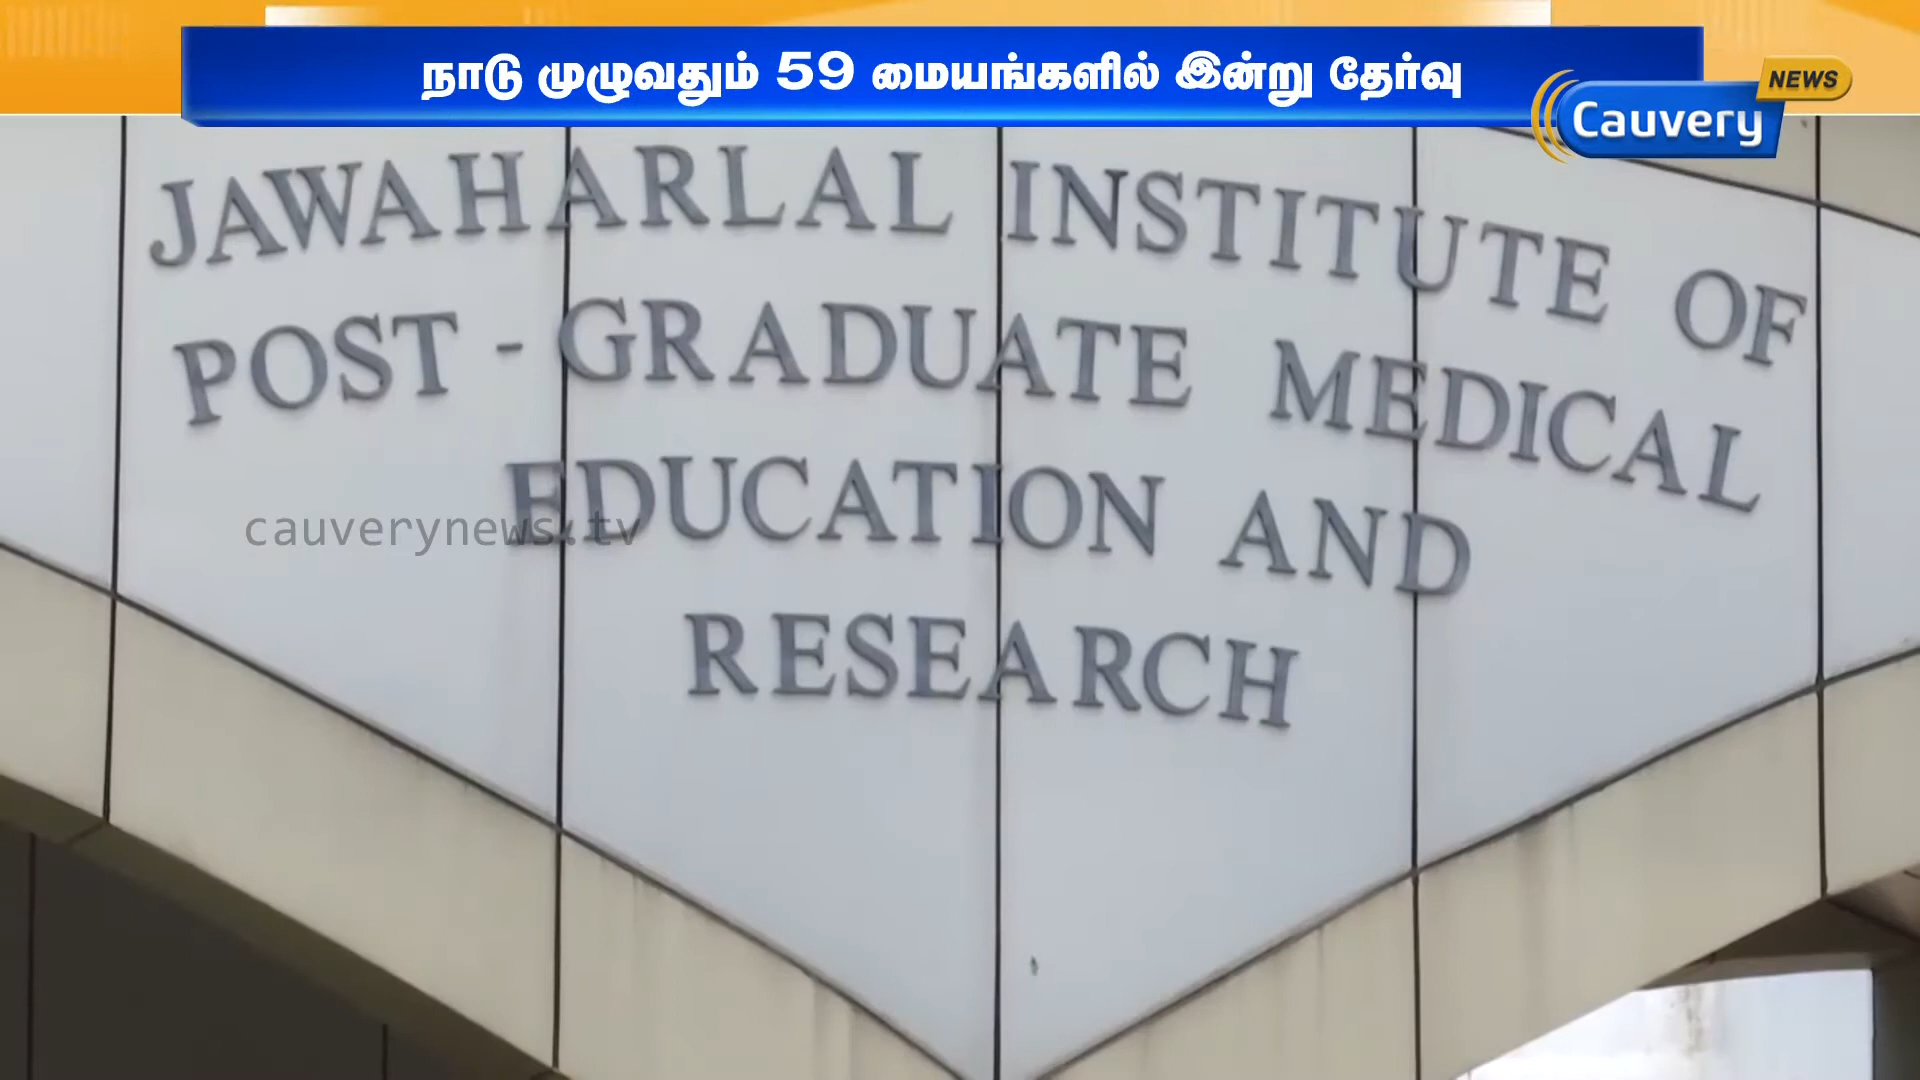 நாடு முழுவதும் 59 மையங்களில் இன்று தேர்வு
NEWS
Cauvery
JAWAHARLAL INSTITUTE OF
POST - GRADUATE MEDICAL
EDUCATION AND
RESEARCH
cauverynews.tv